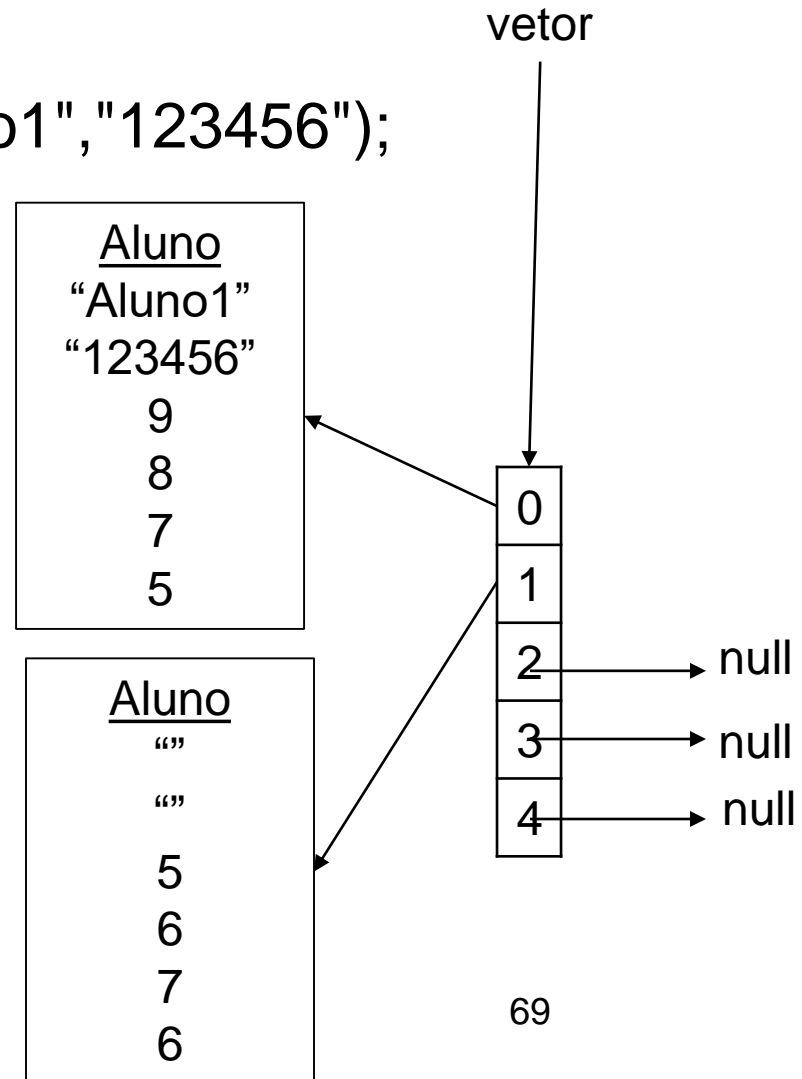 vetor
o1","123456");
Aluno
“Aluno1”
“123456”
9
8
7
5
0
1
2
null
3
null
4
null
Aluno
“”
“”
5
6
7
6
69